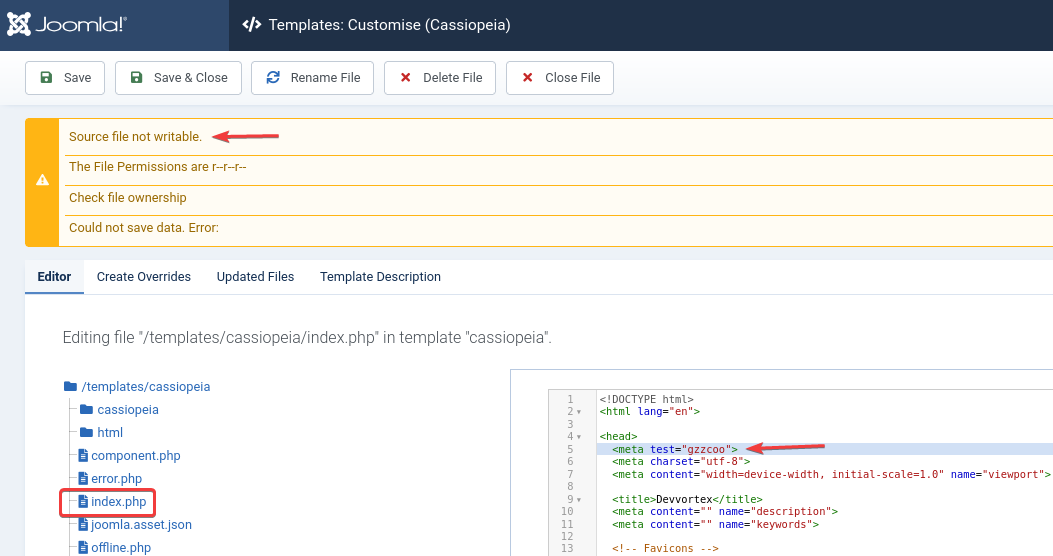 Joomla!® Templates: Customise (Cassiopeia)
Save Save & Close Rename File Delete File Close File
Source file not writable.
The File Permissions are r--r--r--
Check file ownership
Could not save data. Error:
Editor Create Overrides Updated Files Template Description
Editing file "/templates/cassiopeia/index.php" in template "cassiopeia".
/templates/cassiopeia
cassiopeia
html
component.php
error.php
index.php
joomla.asset.json
offline.php
1 <!DOCTYPE html>
2 <html lang="en">
3
4 <head>
5 <meta test="gzzcoo">
6 <meta charset="utf-8">
7 <meta content="width=device-width, initial-scale=1.0" name="viewport">
8
9 <title>Devvortex</title>
10 <meta content="" name="description">
11 <meta content="" name="keywords">
12
13 <!-- Favicons -->